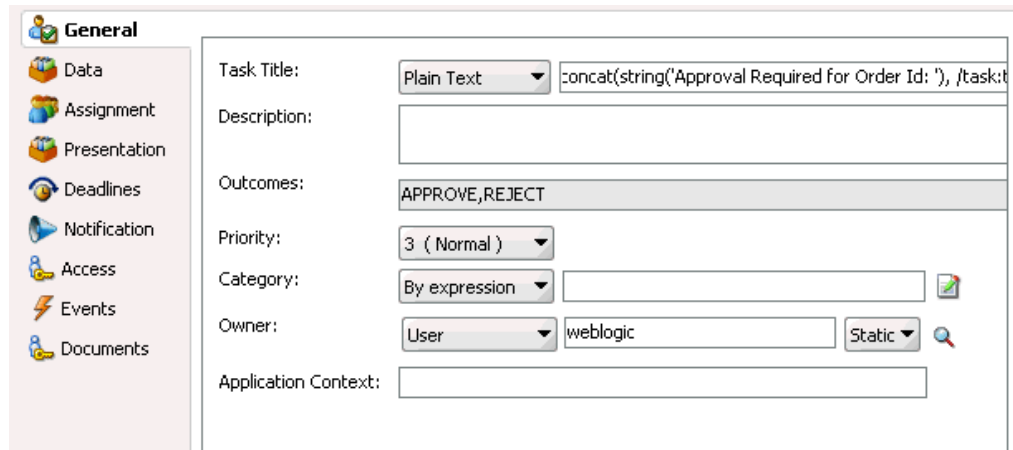 General
Data
Assignment
Presentation
Deadlines
Notification
Access
Events
Documents
Task Title: Plain Text :oncat(string('Approval Required for Order Id: '), /task:t
Description:
Outcomes: APPROVE,REJECT
Priority: 3 ( Normal )
Category: By expression
Owner: User weblogic Static
Application Context: